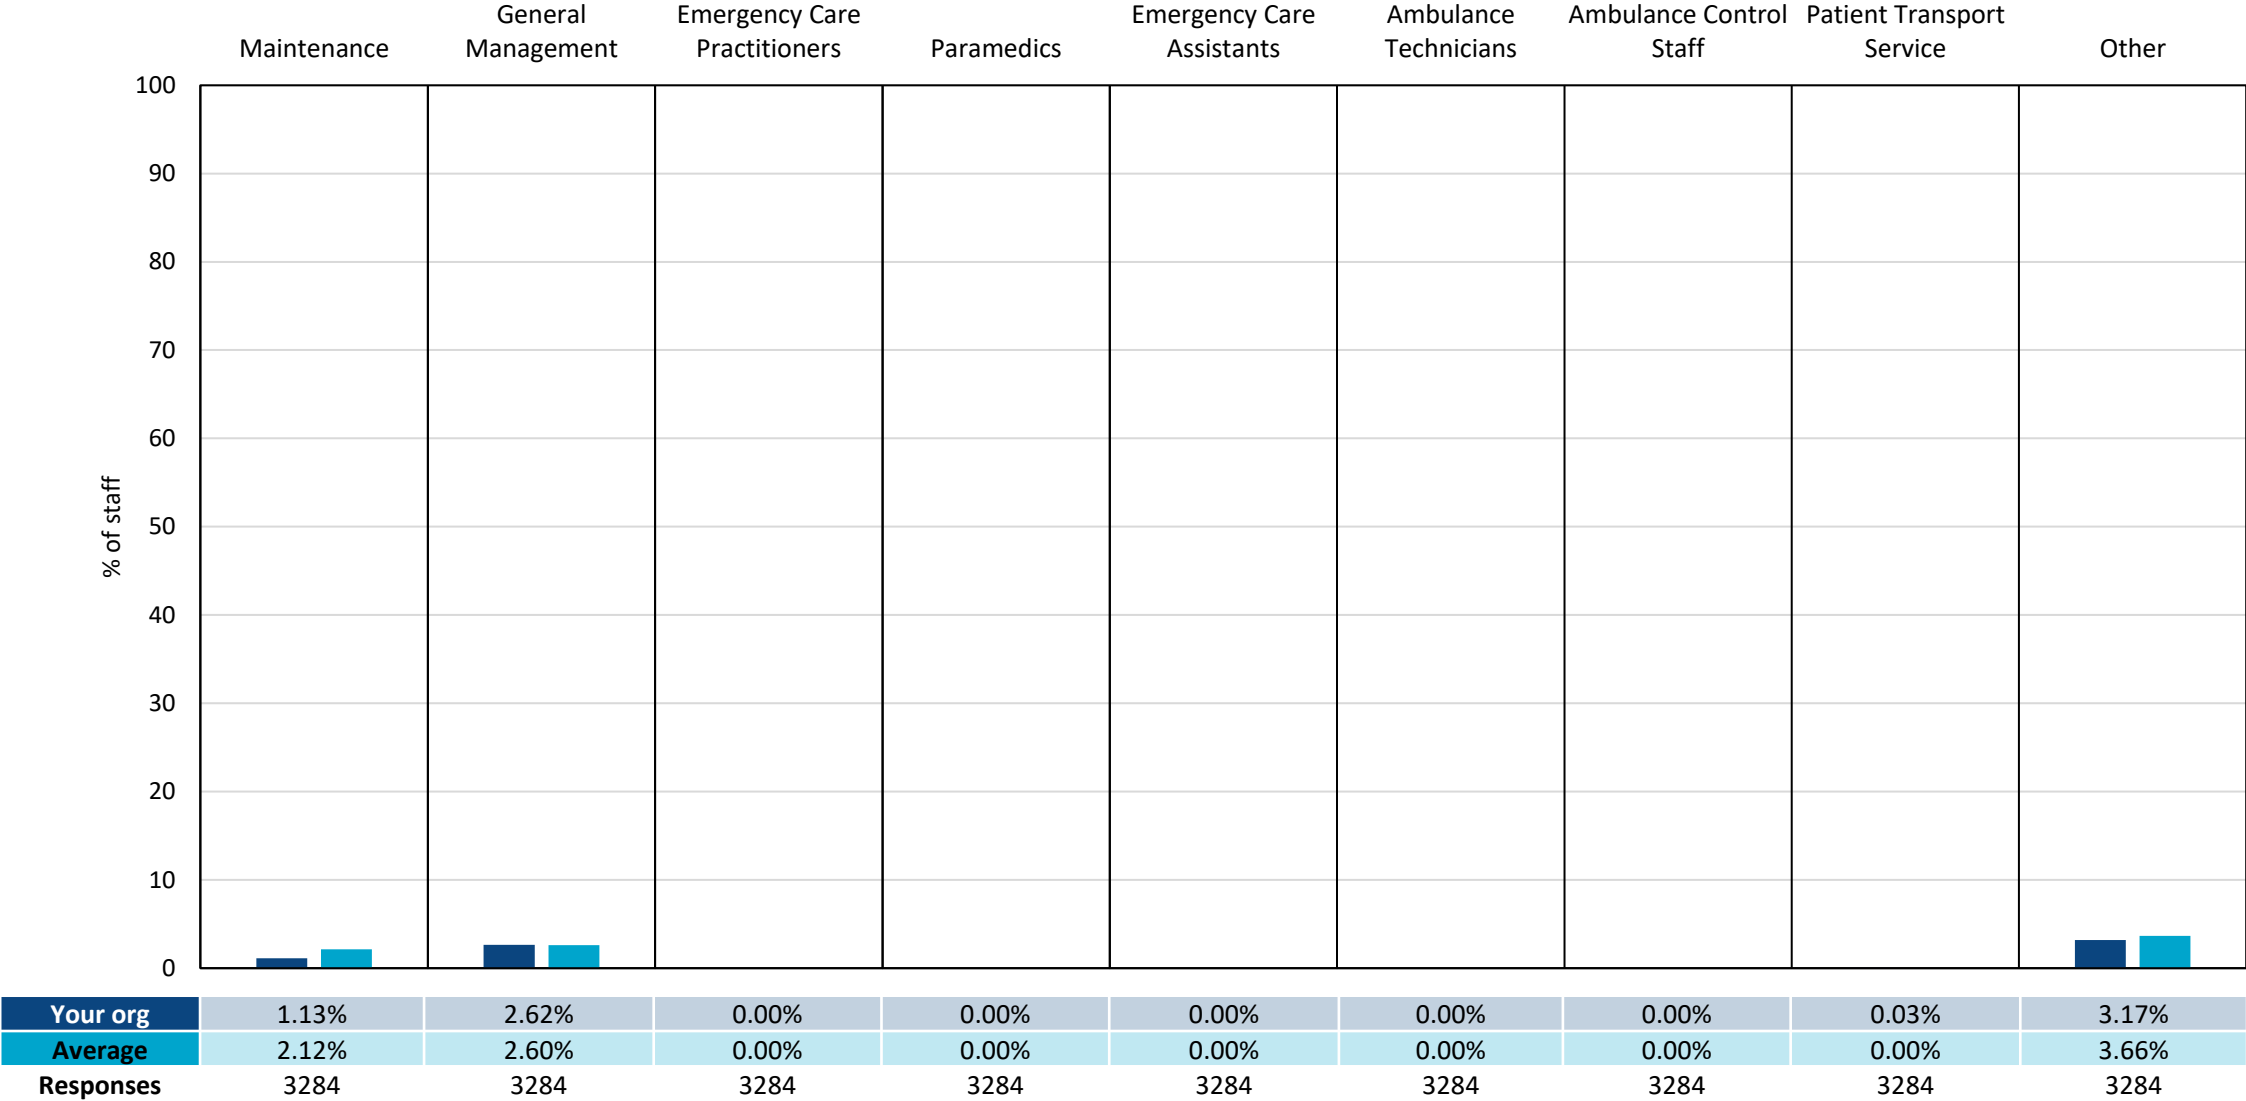 Maintenance
General
Management
Emergency Care
Practitioners
Paramedics
Emergency Care
Assistants
Ambulance
Technicians
Ambulance Control
Staff
Patient Transport
Service
Other
100
90
80
70
60
50
40
30
20
10
0
% of staff
Your org 1.13% 2.62% 0.00% 0.00% 0.00% 0.00% 0.00% 0.03% 3.17%
Average 2.12% 2.60% 0.00% 0.00% 0.00% 0.00% 0.00% 0.00% 3.66%
Responses 3284 3284 3284 3284 3284 3284 3284 3284 3284